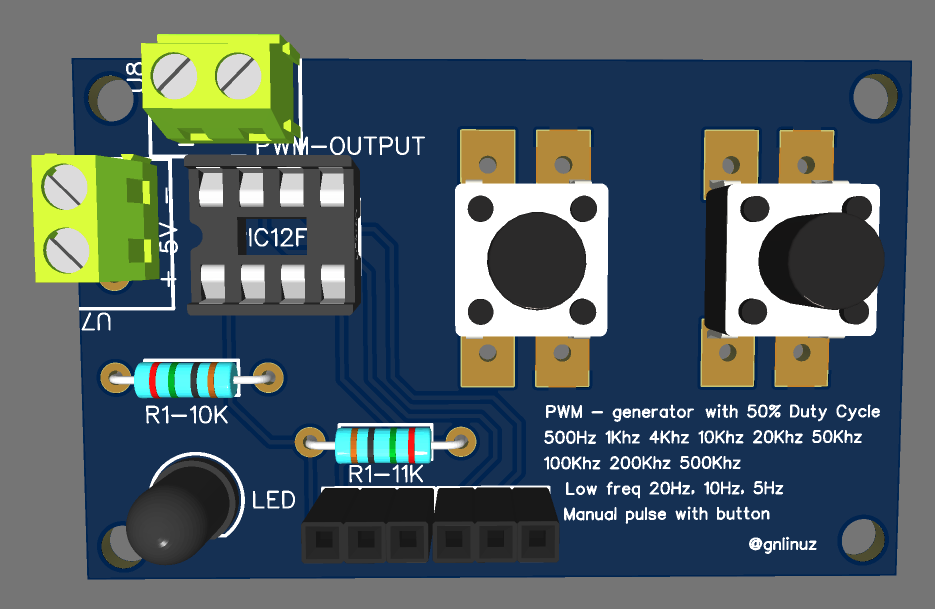 U8
PWM-OUTPUT
- 5V +
IC12F
U7
R1-10K
R1-11K
LED
PWM - generator with 50% Duty Cycle
500Hz 1Khz 4Khz 10Khz 20Khz 50Khz
100Khz 200Khz 500Khz
Low freq 20Hz, 10Hz, 5Hz
Manual pulse with button
@gnlinuz